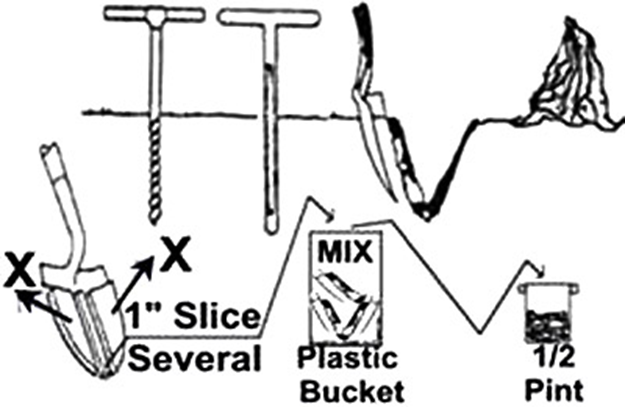 X
X
1" Slice
Several
MIX
Plastic
Bucket
1/2
Pint